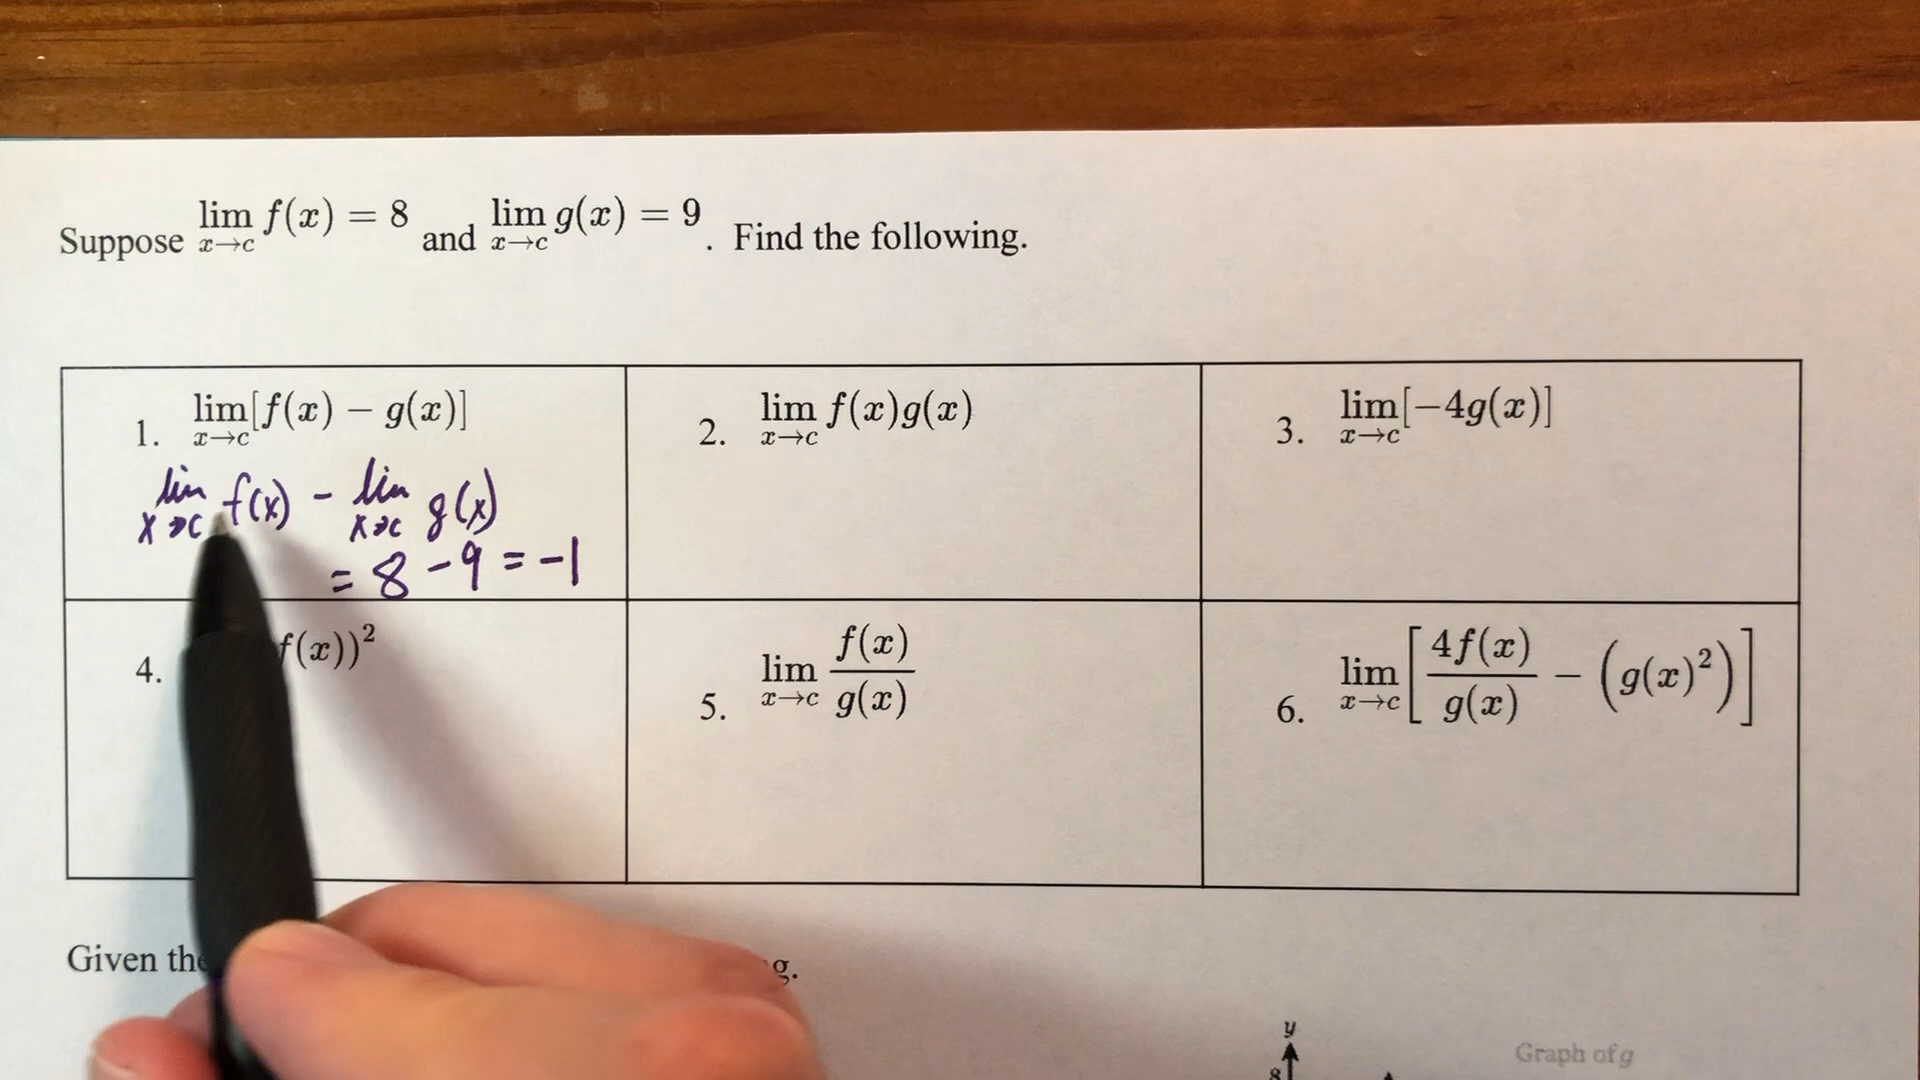 Suppose lim x→c f(x) = 8 and lim x→c g(x) = 9. Find the following.
1. lim x→c [f(x) − g(x)]
lim x→c f(x) − lim x→c g(x)
= 8 − 9 = −1
2. lim x→c f(x)g(x)
3. lim x→c [−4g(x)]
4. f(x))²
5. lim x→c f(x)/g(x)
6. lim x→c [4f(x)/g(x) − (g(x)²)]
Given the
g.
y
8
Graph of g